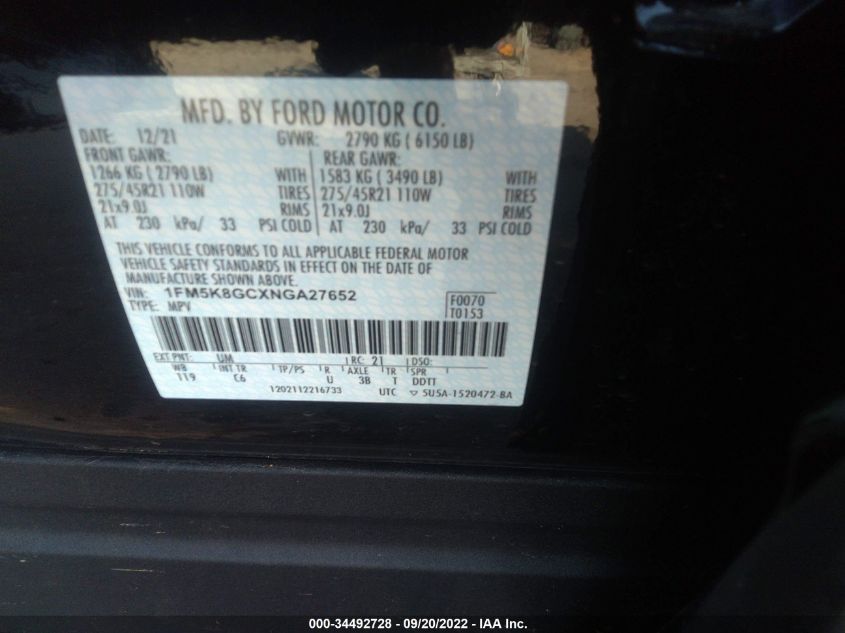 MFD. BY FORD MOTOR CO.
DATE: 12/21 GVWR: 2790 KG ( 6150 LB)
FRONT GAWR: REAR GAWR:
1266 KG ( 2790 LB) WITH 1583 KG ( 3490 LB) WITH
275/45R21 110W TIRES 275/45R21 110W TIRES
21x9.0J RIMS 21x9.0J RIMS
AT 230 kPa/ 33 PSI COLD AT 230 kPa/ 33 PSI COLD
THIS VEHICLE CONFORMS TO ALL APPLICABLE FEDERAL MOTOR
VEHICLE SAFETY STANDARDS IN EFFECT ON THE DATE OF
MANUFACTURE SHOWN ABOVE.
VIN: 1FM5K8GCXNGA27652 F0070
TYPE: MPV T0153
EXT PNT: UM RC: 21 DSO:
WB INT TR TP/PS R AXLE TR SPR
119 C6 U 3B T DDTT
1202112216733 UTC ▽ 5U5A-1520472-BA
000-34492728 - 09/20/2022 - IAA Inc.